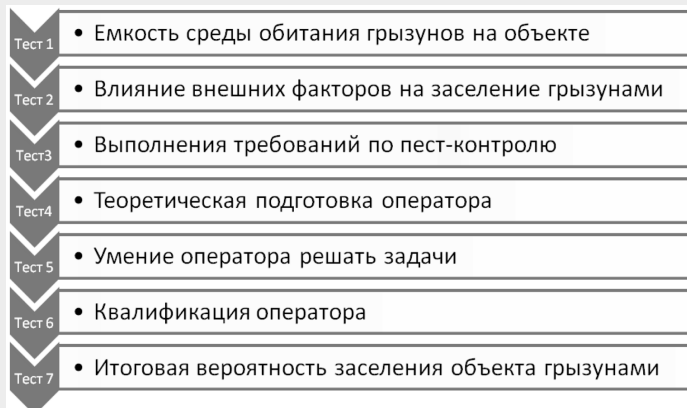 Тест 1 • Емкость среды обитания грызунов на объекте
Тест 2 • Влияние внешних факторов на заселение грызунами
Тест3 • Выполнения требований по пест-контролю
Тест4 • Теоретическая подготовка оператора
Тест 5 • Умение оператора решать задачи
Тест 6 • Квалификация оператора
Тест 7 • Итоговая вероятность заселения объекта грызунами